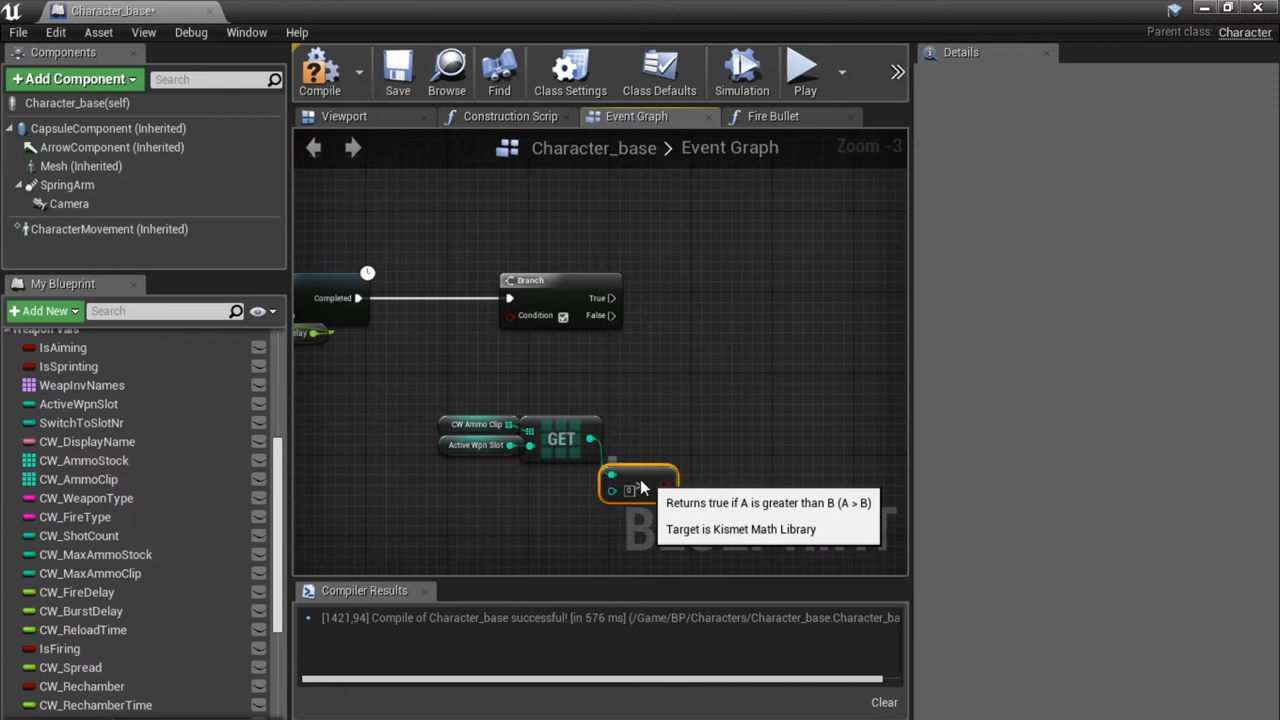 Character_base*
File Edit Asset View Debug Window Help
Parent class: Character
Components
+ Add Component
Search
Character_base(self)
CapsuleComponent (Inherited)
ArrowComponent (Inherited)
Mesh (Inherited)
SpringArm
Camera
CharacterMovement (Inherited)
My Blueprint
+ Add New
Search
Weapon Vars
IsAiming
IsSprinting
WeapInvNames
ActiveWpnSlot
SwitchToSlotNr
CW_DisplayName
CW_AmmoStock
CW_AmmoClip
CW_WeaponType
CW_FireType
CW_ShotCount
CW_MaxAmmoStock
CW_MaxAmmoClip
CW_FireDelay
CW_BurstDelay
CW_ReloadTime
IsFiring
CW_Spread
CW_Rechamber
CW_RechamberTime
Compile
Save
Browse
Find
Class Settings
Class Defaults
Simulation
Play
Viewport
Construction Scrip
Event Graph
Fire Bullet
Character_base > Event Graph
Zoom -3
Completed
elay
Branch
True
Condition
False
CW Ammo Clip
Active Wpn Slot
GET
0
Returns true if A is greater than B (A > B)
Target is Kismet Math Library
BLUEPRINT
Compiler Results
[1421,94] Compile of Character_base successful! [in 576 ms] (/Game/BP/Characters/Character_base.Character_ba
Clear
Details